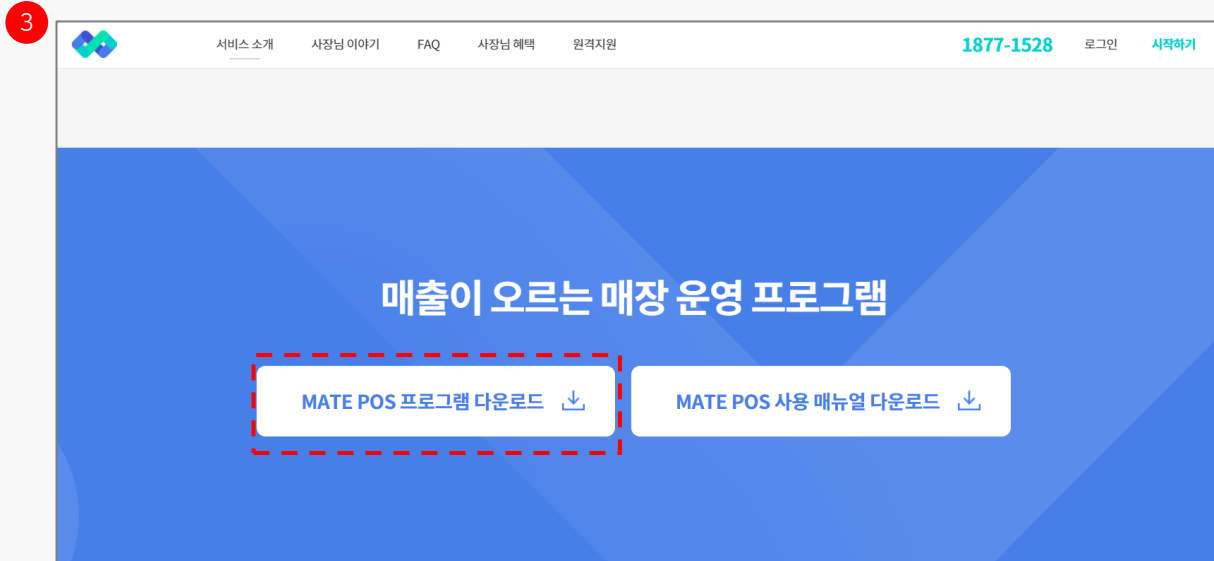 3
서비스 소개 사장님 이야기 FAQ 사장님 혜택 원격지원 1877-1528 로그인 시작하기
매출이 오르는 매장 운영 프로그램
MATE POS 프로그램 다운로드 MATE POS 사용 매뉴얼 다운로드